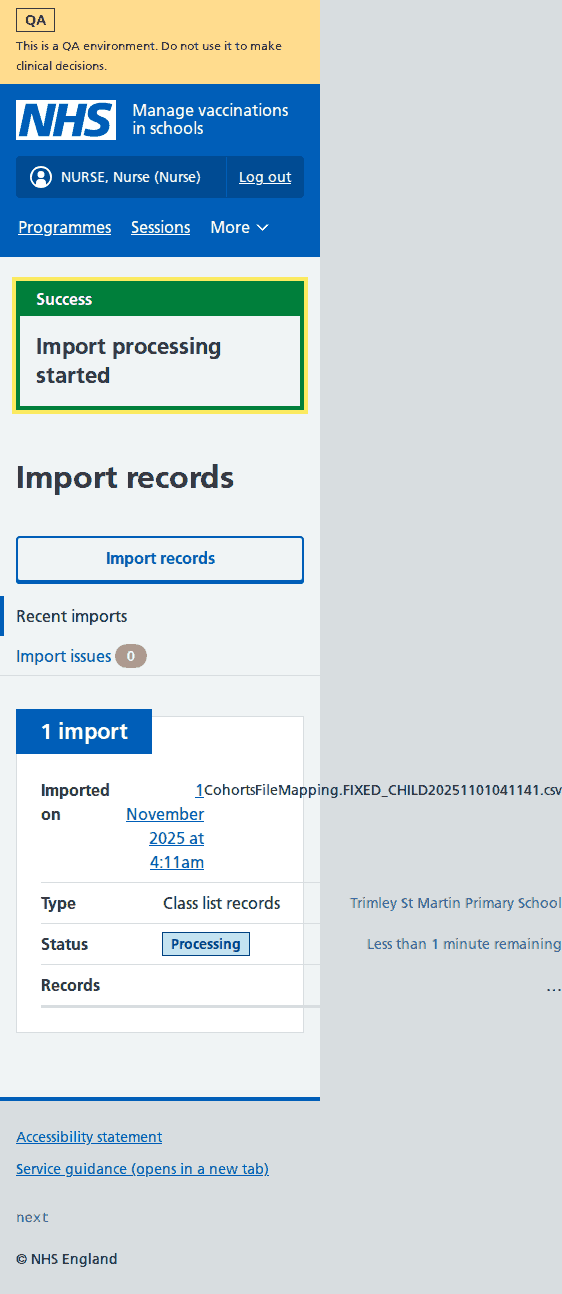 QA
This is a QA environment. Do not use it to make
clinical decisions.
NHS
Manage vaccinations
in schools
NURSE, Nurse (Nurse)
Log out
Programmes
Sessions
More
Success
Import processing
started
Import records
Import records
Recent imports
Import issues 0
1 import
Imported
on
1
November
2025 at
4:11am
CohortsFileMapping.FIXED_CHILD20251101041141.csv
Type
Class list records
Trimley St Martin Primary School
Status
Processing
Less than 1 minute remaining
Records
…
Accessibility statement
Service guidance (opens in a new tab)
next
© NHS England